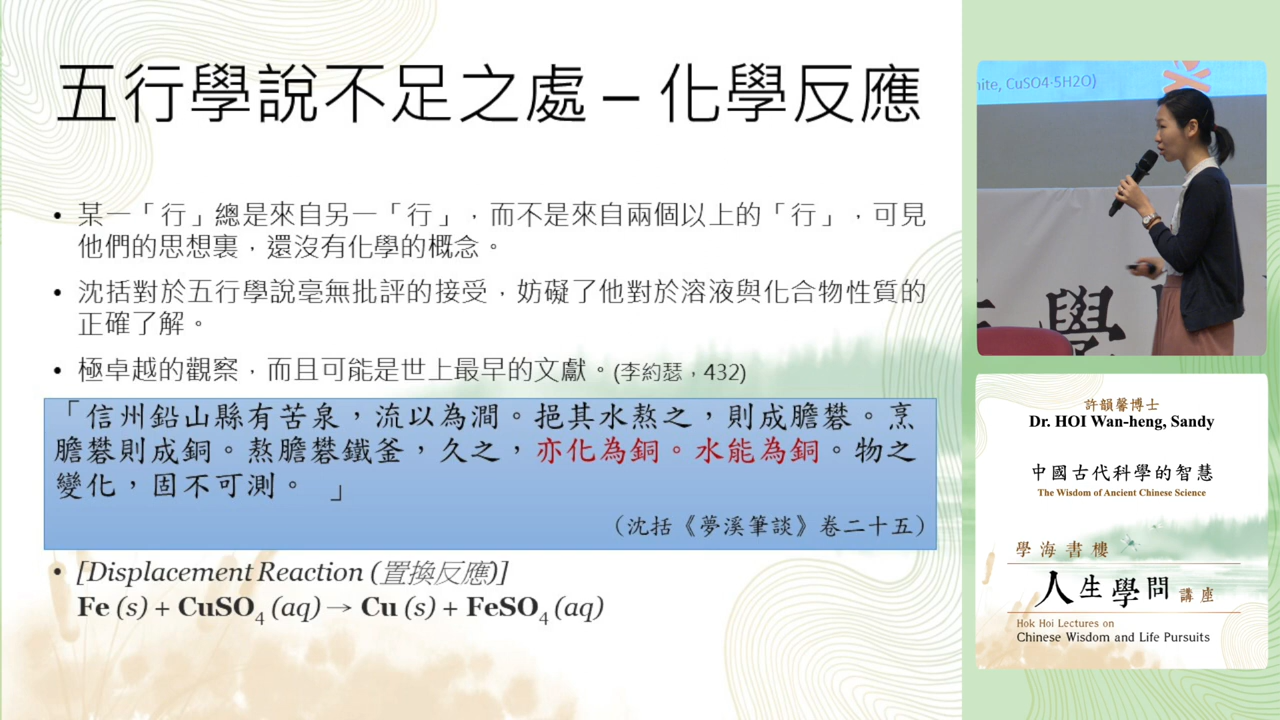 五行學說不足之處 – 化學反應
• 某一「行」總是來自另一「行」，而不是來自兩個以上的「行」，可見
他們的思想裏，還沒有化學的概念。
• 沈括對於五行學說毫無批評的接受，妨礙了他對於溶液與化合物性質的
正確了解。
• 極卓越的觀察，而且可能是世上最早的文獻。(李約瑟，432)
「信州鉛山縣有苦泉，流以為澗。挹其水熬之，則成膽礬。烹
膽礬則成銅。熬膽礬鐵釜，久之，亦化為銅。水能為銅。物之
變化，固不可測。 」
（沈括《夢溪筆談》卷二十五）
• [Displacement Reaction (置換反應)]
Fe (s) + CuSO4 (aq) → Cu (s) + FeSO4 (aq)
nite, CuSO4·5H2O)
學
許韻馨博士
Dr. HOI Wan-heng, Sandy
中國古代科學的智慧
The Wisdom of Ancient Chinese Science
學海書樓
人生學問講座
Hok Hoi Lectures on
Chinese Wisdom and Life Pursuits